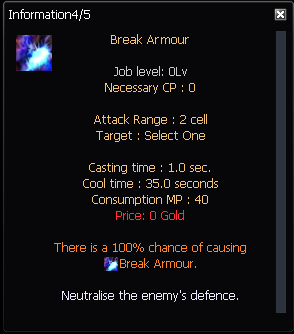 Information4/5
Break Armour
Job level: 0Lv
Necessary CP : 0
Attack Range : 2 cell
Target : Select One
Casting time : 1.0 sec.
Cool time : 35.0 seconds
Consumption MP : 40
Price: 0 Gold
There is a 100% chance of causing
Break Armour.
Neutralise the enemy's defence.